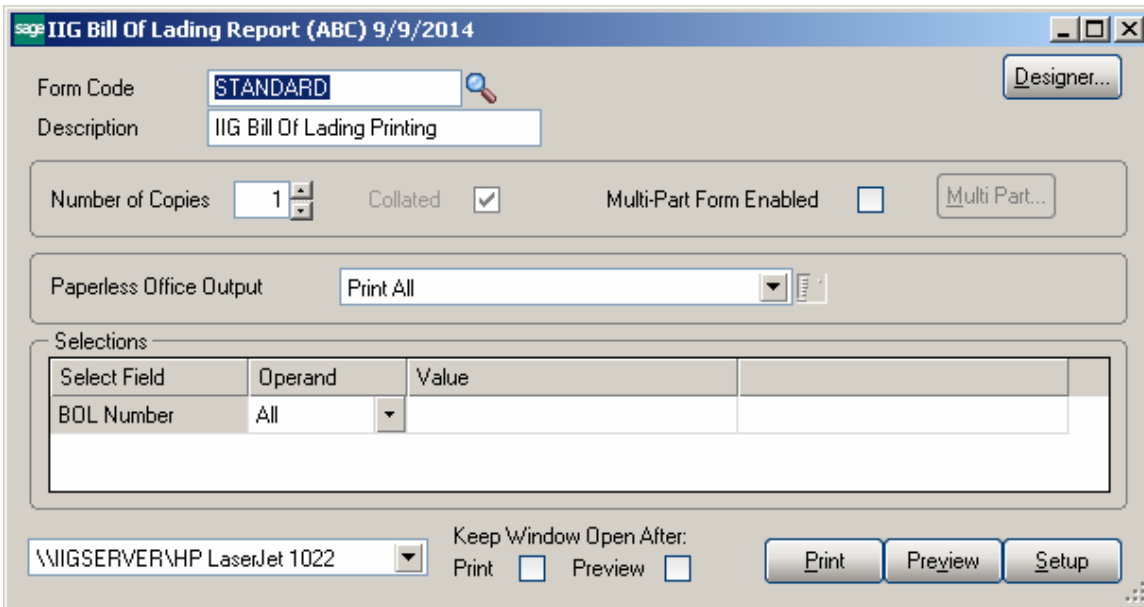 sage IIG Bill Of Lading Report (ABC) 9/9/2014
Form Code STANDARD Designer...
Description IIG Bill Of Lading Printing
Number of Copies 1 Collated Multi-Part Form Enabled Multi Part...
Paperless Office Output Print All
Selections
Select Field Operand Value
BOL Number All
\\IIGSERVER\HP LaserJet 1022
Keep Window Open After:
Print Preview
Print Preview Setup